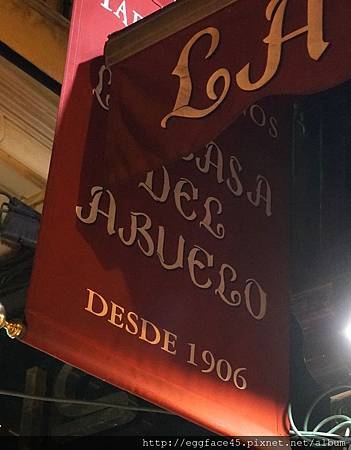 LA
CASA
DEL
ABUELO
DESDE 1906
http://eggface45.pixnet.net/album